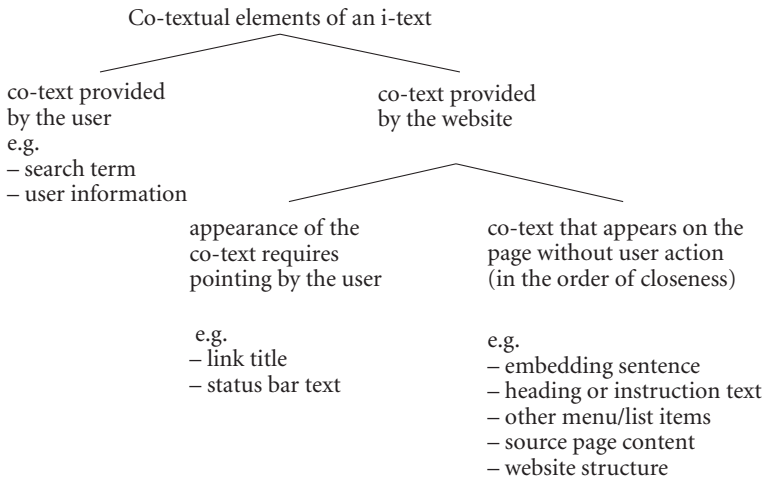 Co-textual elements of an i-text
co-text provided
by the user
e.g.
– search term
– user information
co-text provided
by the website
appearance of the
co-text requires
pointing by the user
e.g.
– link title
– status bar text
co-text that appears on the
page without user action
(in the order of closeness)
e.g.
– embedding sentence
– heading or instruction text
– other menu/list items
– source page content
– website structure